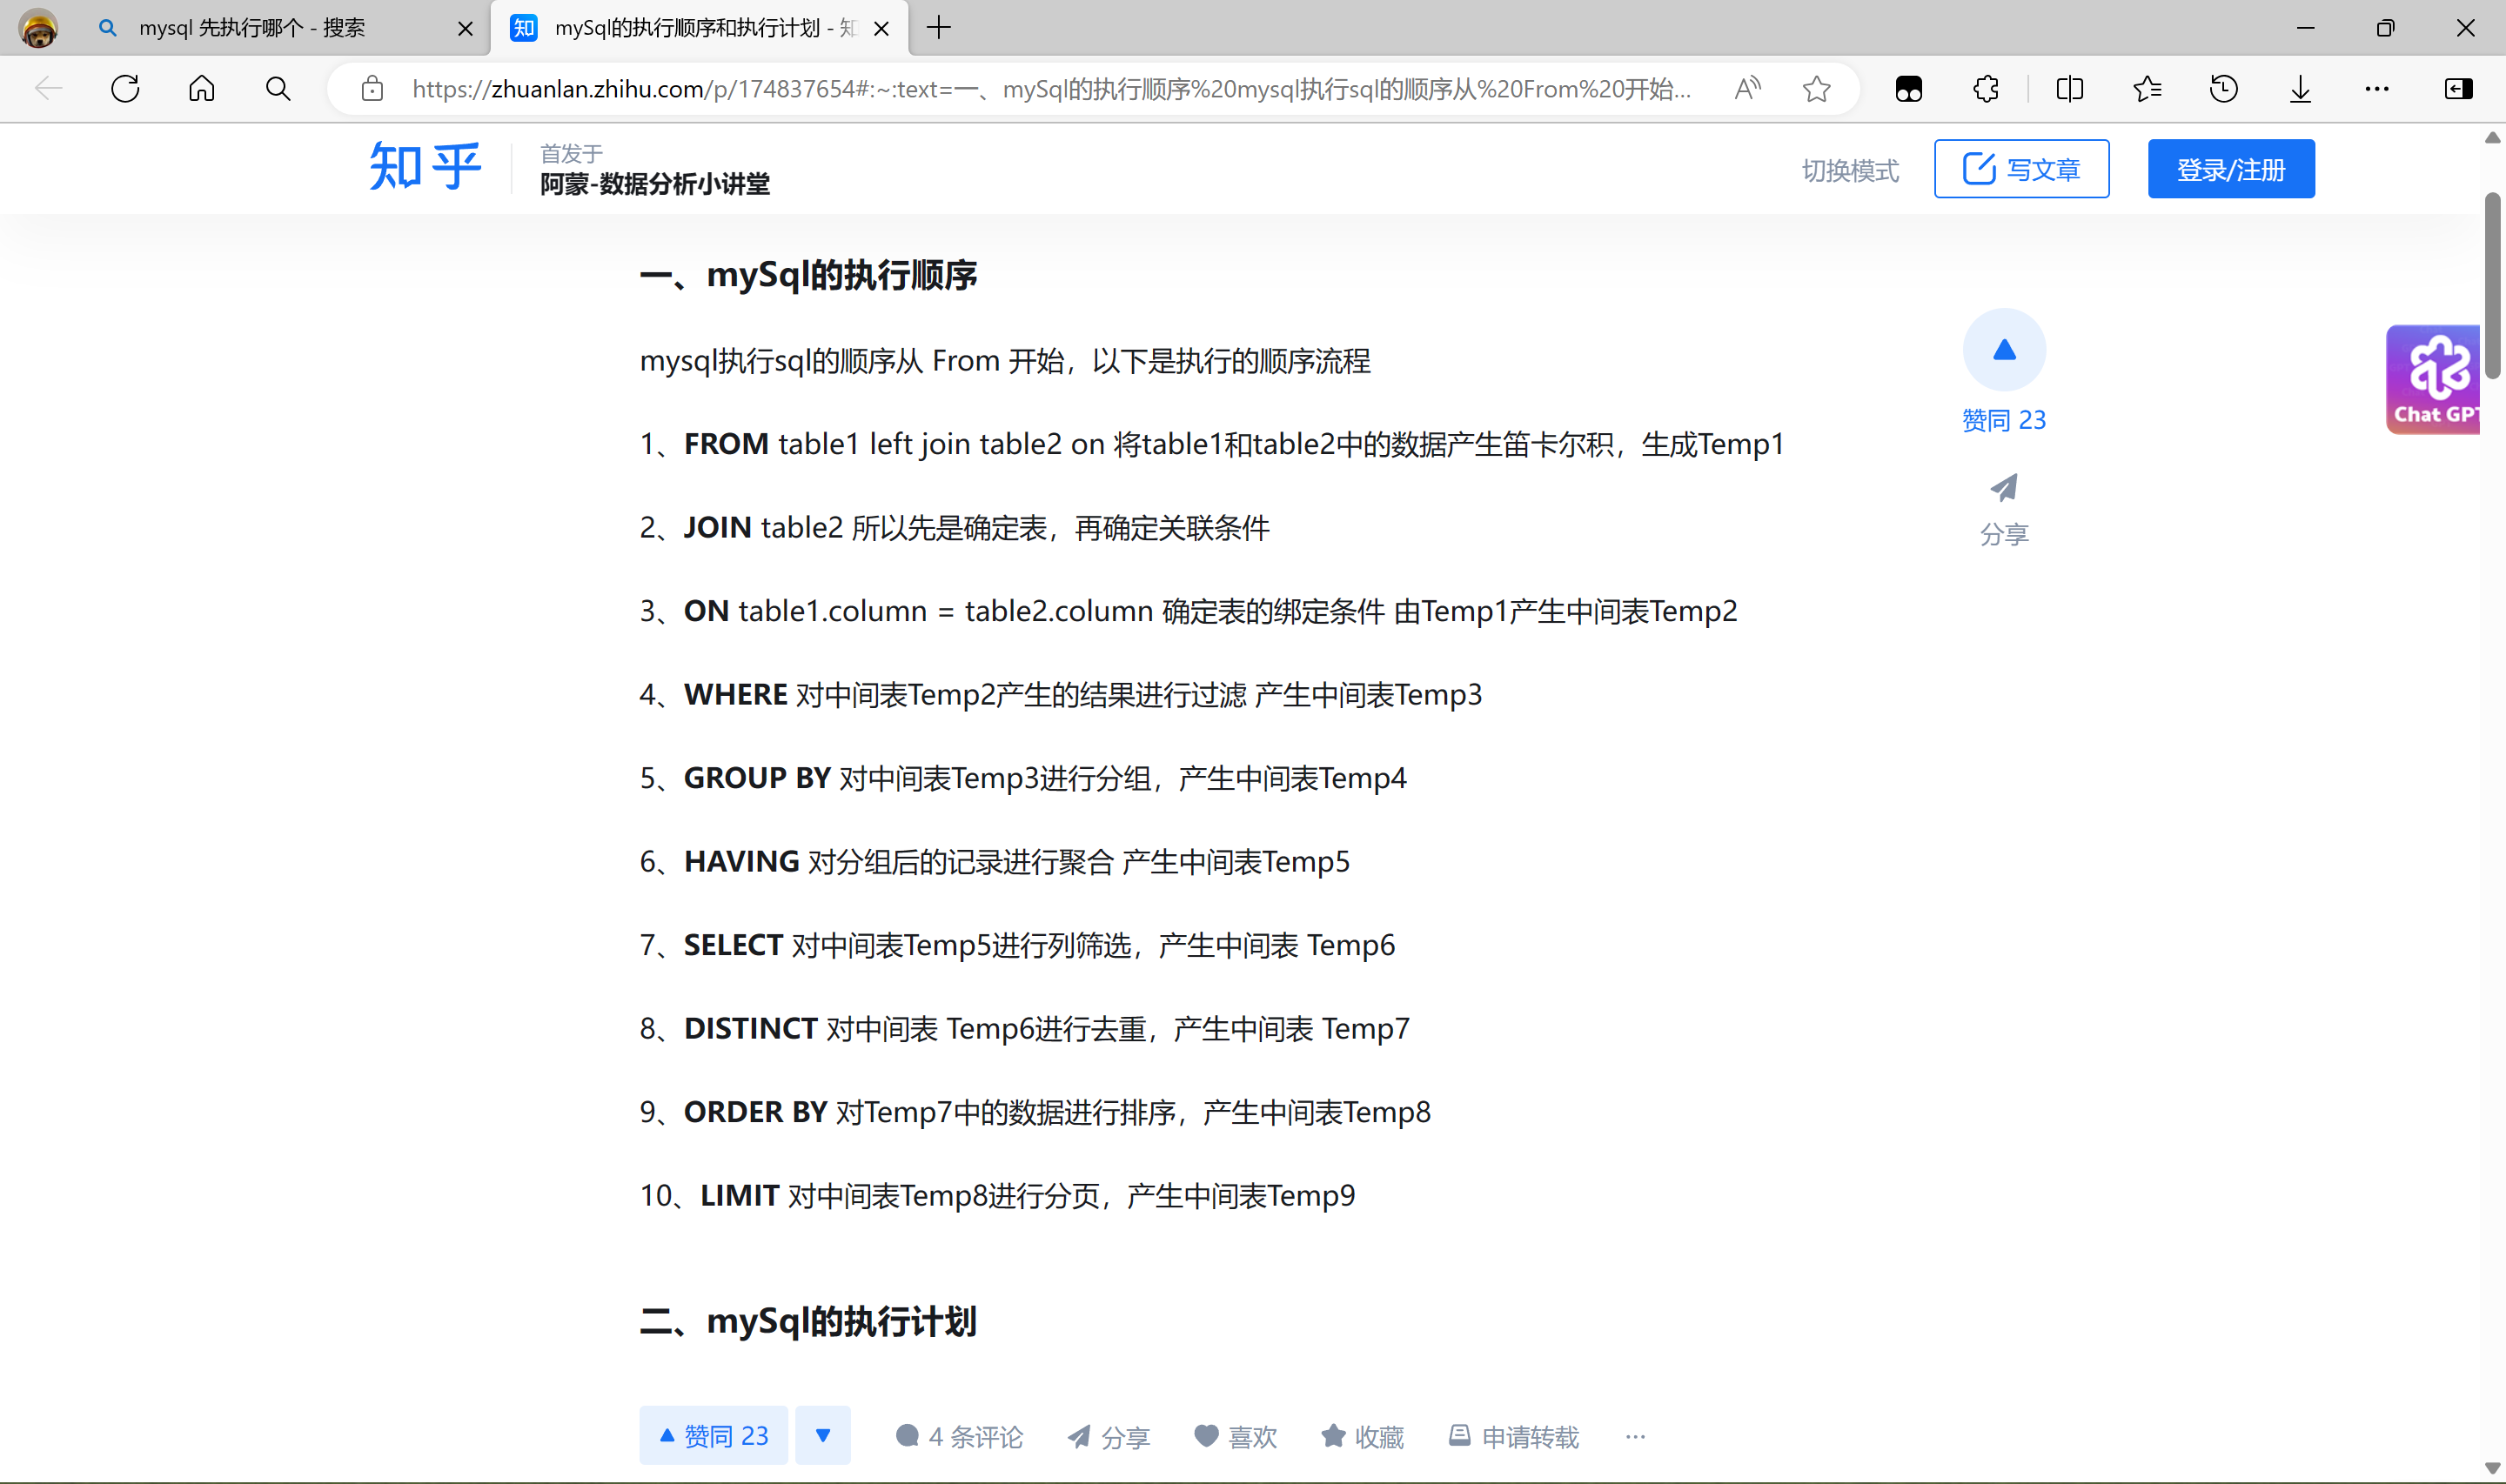 mysql 先执行哪个 - 搜索
mySql的执行顺序和执行计划 - 知
https://zhuanlan.zhihu.com/p/174837654#:~:text=一、mySql的执行顺序%20mysql执行sql的顺序从%20From%20开始...
知乎
首发于
阿蒙-数据分析小讲堂
切换模式
写文章
登录/注册
一、mySql的执行顺序
mysql执行sql的顺序从 From 开始，以下是执行的顺序流程
1、FROM table1 left join table2 on 将table1和table2中的数据产生笛卡尔积，生成Temp1
2、JOIN table2 所以先是确定表，再确定关联条件
3、ON table1.column = table2.column 确定表的绑定条件 由Temp1产生中间表Temp2
4、WHERE 对中间表Temp2产生的结果进行过滤 产生中间表Temp3
5、GROUP BY 对中间表Temp3进行分组，产生中间表Temp4
6、HAVING 对分组后的记录进行聚合 产生中间表Temp5
7、SELECT 对中间表Temp5进行列筛选，产生中间表 Temp6
8、DISTINCT 对中间表 Temp6进行去重，产生中间表 Temp7
9、ORDER BY 对Temp7中的数据进行排序，产生中间表Temp8
10、LIMIT 对中间表Temp8进行分页，产生中间表Temp9
二、mySql的执行计划
赞同 23
分享
Chat GPT
赞同 23
4 条评论
分享
喜欢
收藏
申请转载